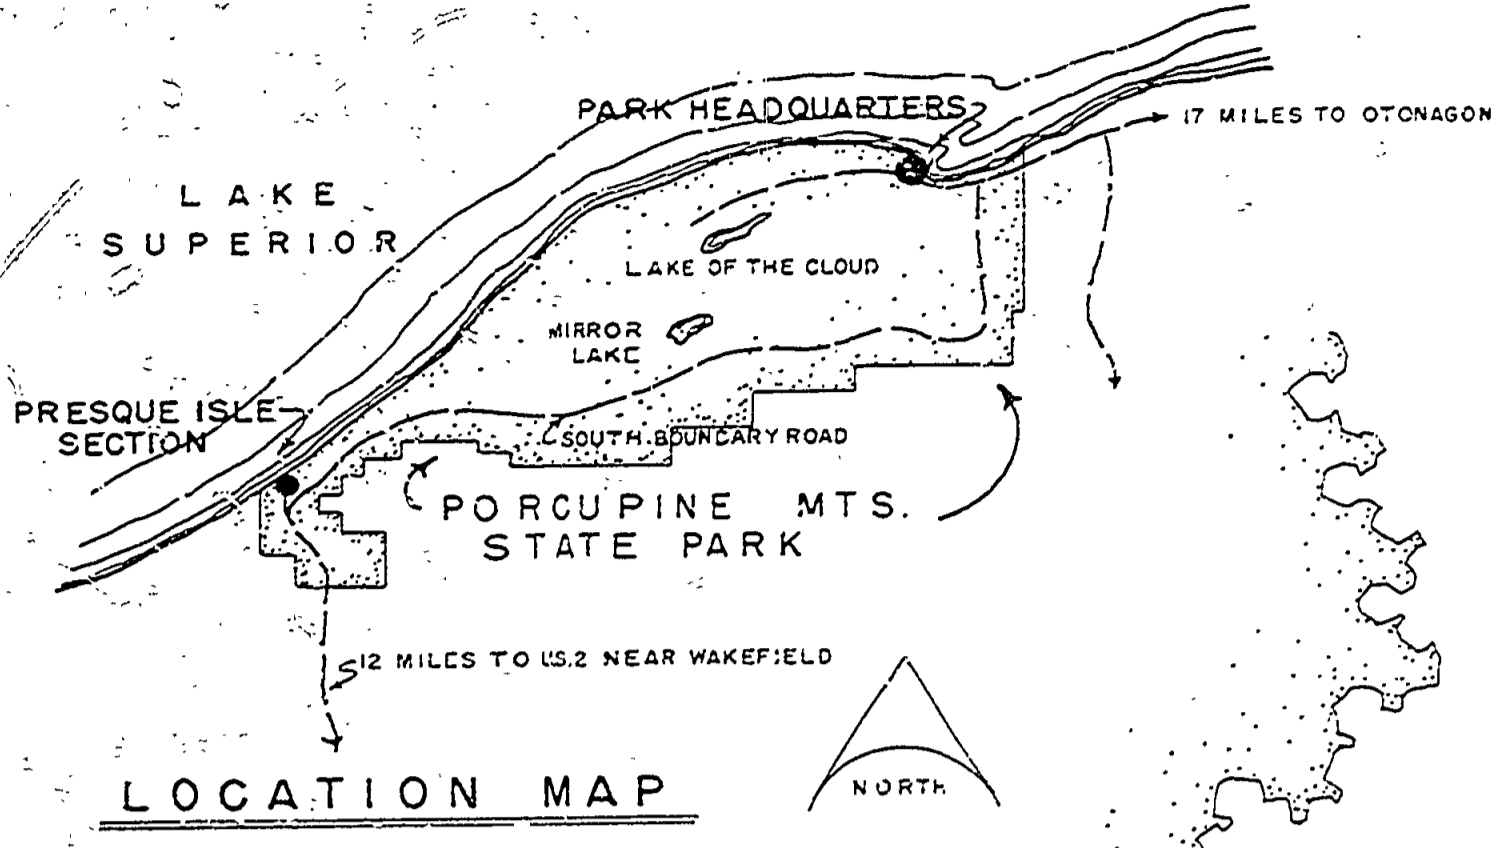 PARK HEADQUARTERS
17 MILES TO OTONAGON
LAKE
SUPERIOR
LAKE OF THE CLOUD
MIRROR
LAKE
PRESQUE ISLE
SECTION
SOUTH BOUNDARY ROAD
PORCUPINE MTS.
STATE PARK
12 MILES TO U.S.2 NEAR WAKEFIELD
NORTH
LOCATION MAP